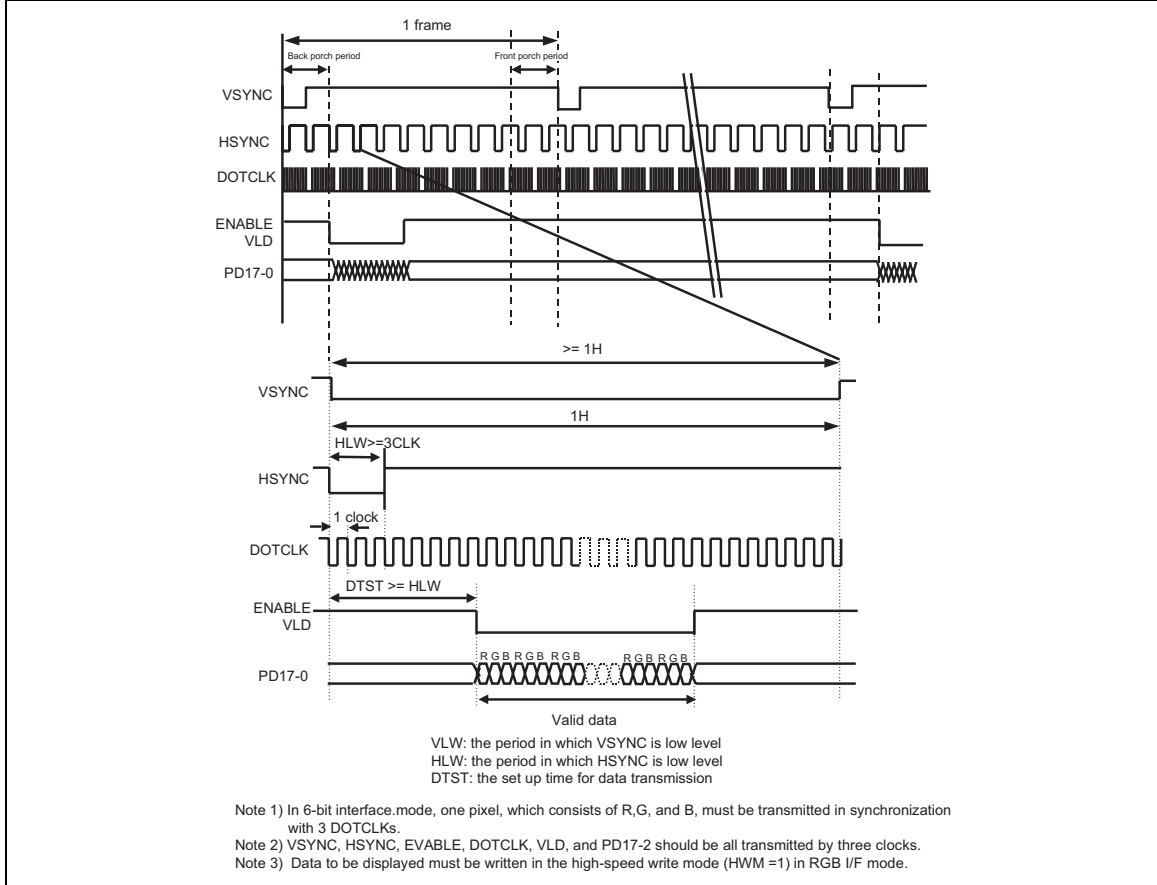 1 frame
Back porch period
Front porch period
VSYNC
HSYNC
DOTCLK
ENABLE
VLD
PD17-0
>= 1H
VSYNC
1H
HLW>=3CLK
HSYNC
1 clock
DOTCLK
DTST >= HLW
ENABLE
VLD
R G B R G B R G B
R G B R G B
PD17-0
Valid data
VLW: the period in which VSYNC is low level
HLW: the period in which HSYNC is low level
DTST: the set up time for data transmission
Note 1) In 6-bit interface.mode, one pixel, which consists of R,G, and B, must be transmitted in synchronization
with 3 DOTCLKs.
Note 2) VSYNC, HSYNC, EVABLE, DOTCLK, VLD, and PD17-2 should be all transmitted by three clocks.
Note 3) Data to be displayed must be written in the high-speed write mode (HWM =1) in RGB I/F mode.